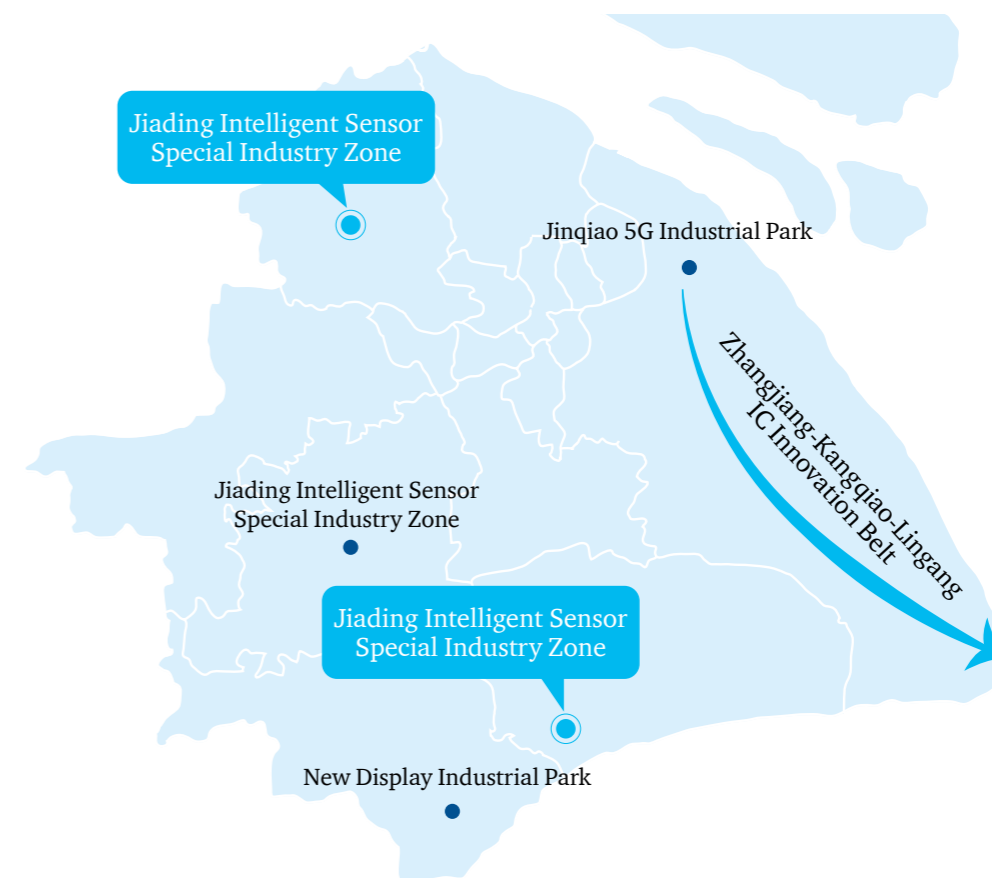 Jiading Intelligent Sensor
Special Industry Zone
Jinqiao 5G Industrial Park
Zhangjiang-Kangqiao-Lingang
IC Innovation Belt
Jiading Intelligent Sensor
Special Industry Zone
Jiading Intelligent Sensor
Special Industry Zone
New Display Industrial Park